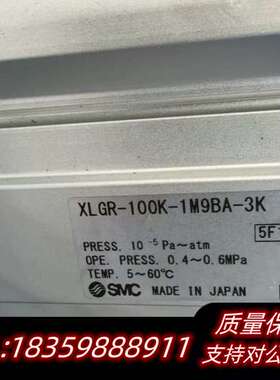 XLGR-100K-1M9BA-3K
5F
PRESS. 10⁻⁵Pa~atm
OPE. PRESS. 0.4~0.6MPa
TEMP. 5~60℃
SMC MADE IN JAPAN
质量保
:18359888911
支持对公